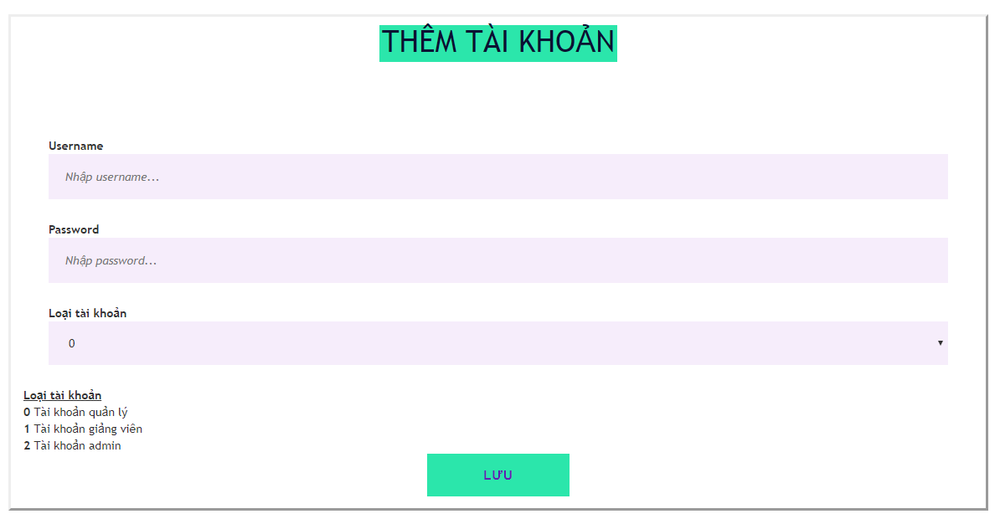 THÊM TÀI KHOẢN
Username
Nhập username...
Password
Nhập password...
Loại tài khoản
0
Loại tài khoản
0 Tài khoản quản lý
1 Tài khoản giảng viên
2 Tài khoản admin
LƯU